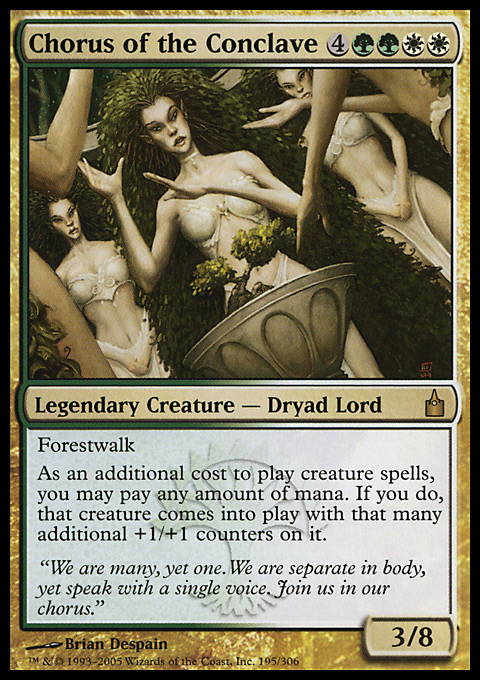 Chorus of the Conclave 4
Legendary Creature — Dryad Lord
Forestwalk
As an additional cost to play creature spells,
you may pay any amount of mana. If you do,
that creature comes into play with that many
additional +1/+1 counters on it.
“We are many, yet one. We are separate in body,
yet speak with a single voice. Join us in our
chorus.”
Brian Despain
3/8
™ & © 1993–2005 Wizards of the Coast, Inc. 195/306